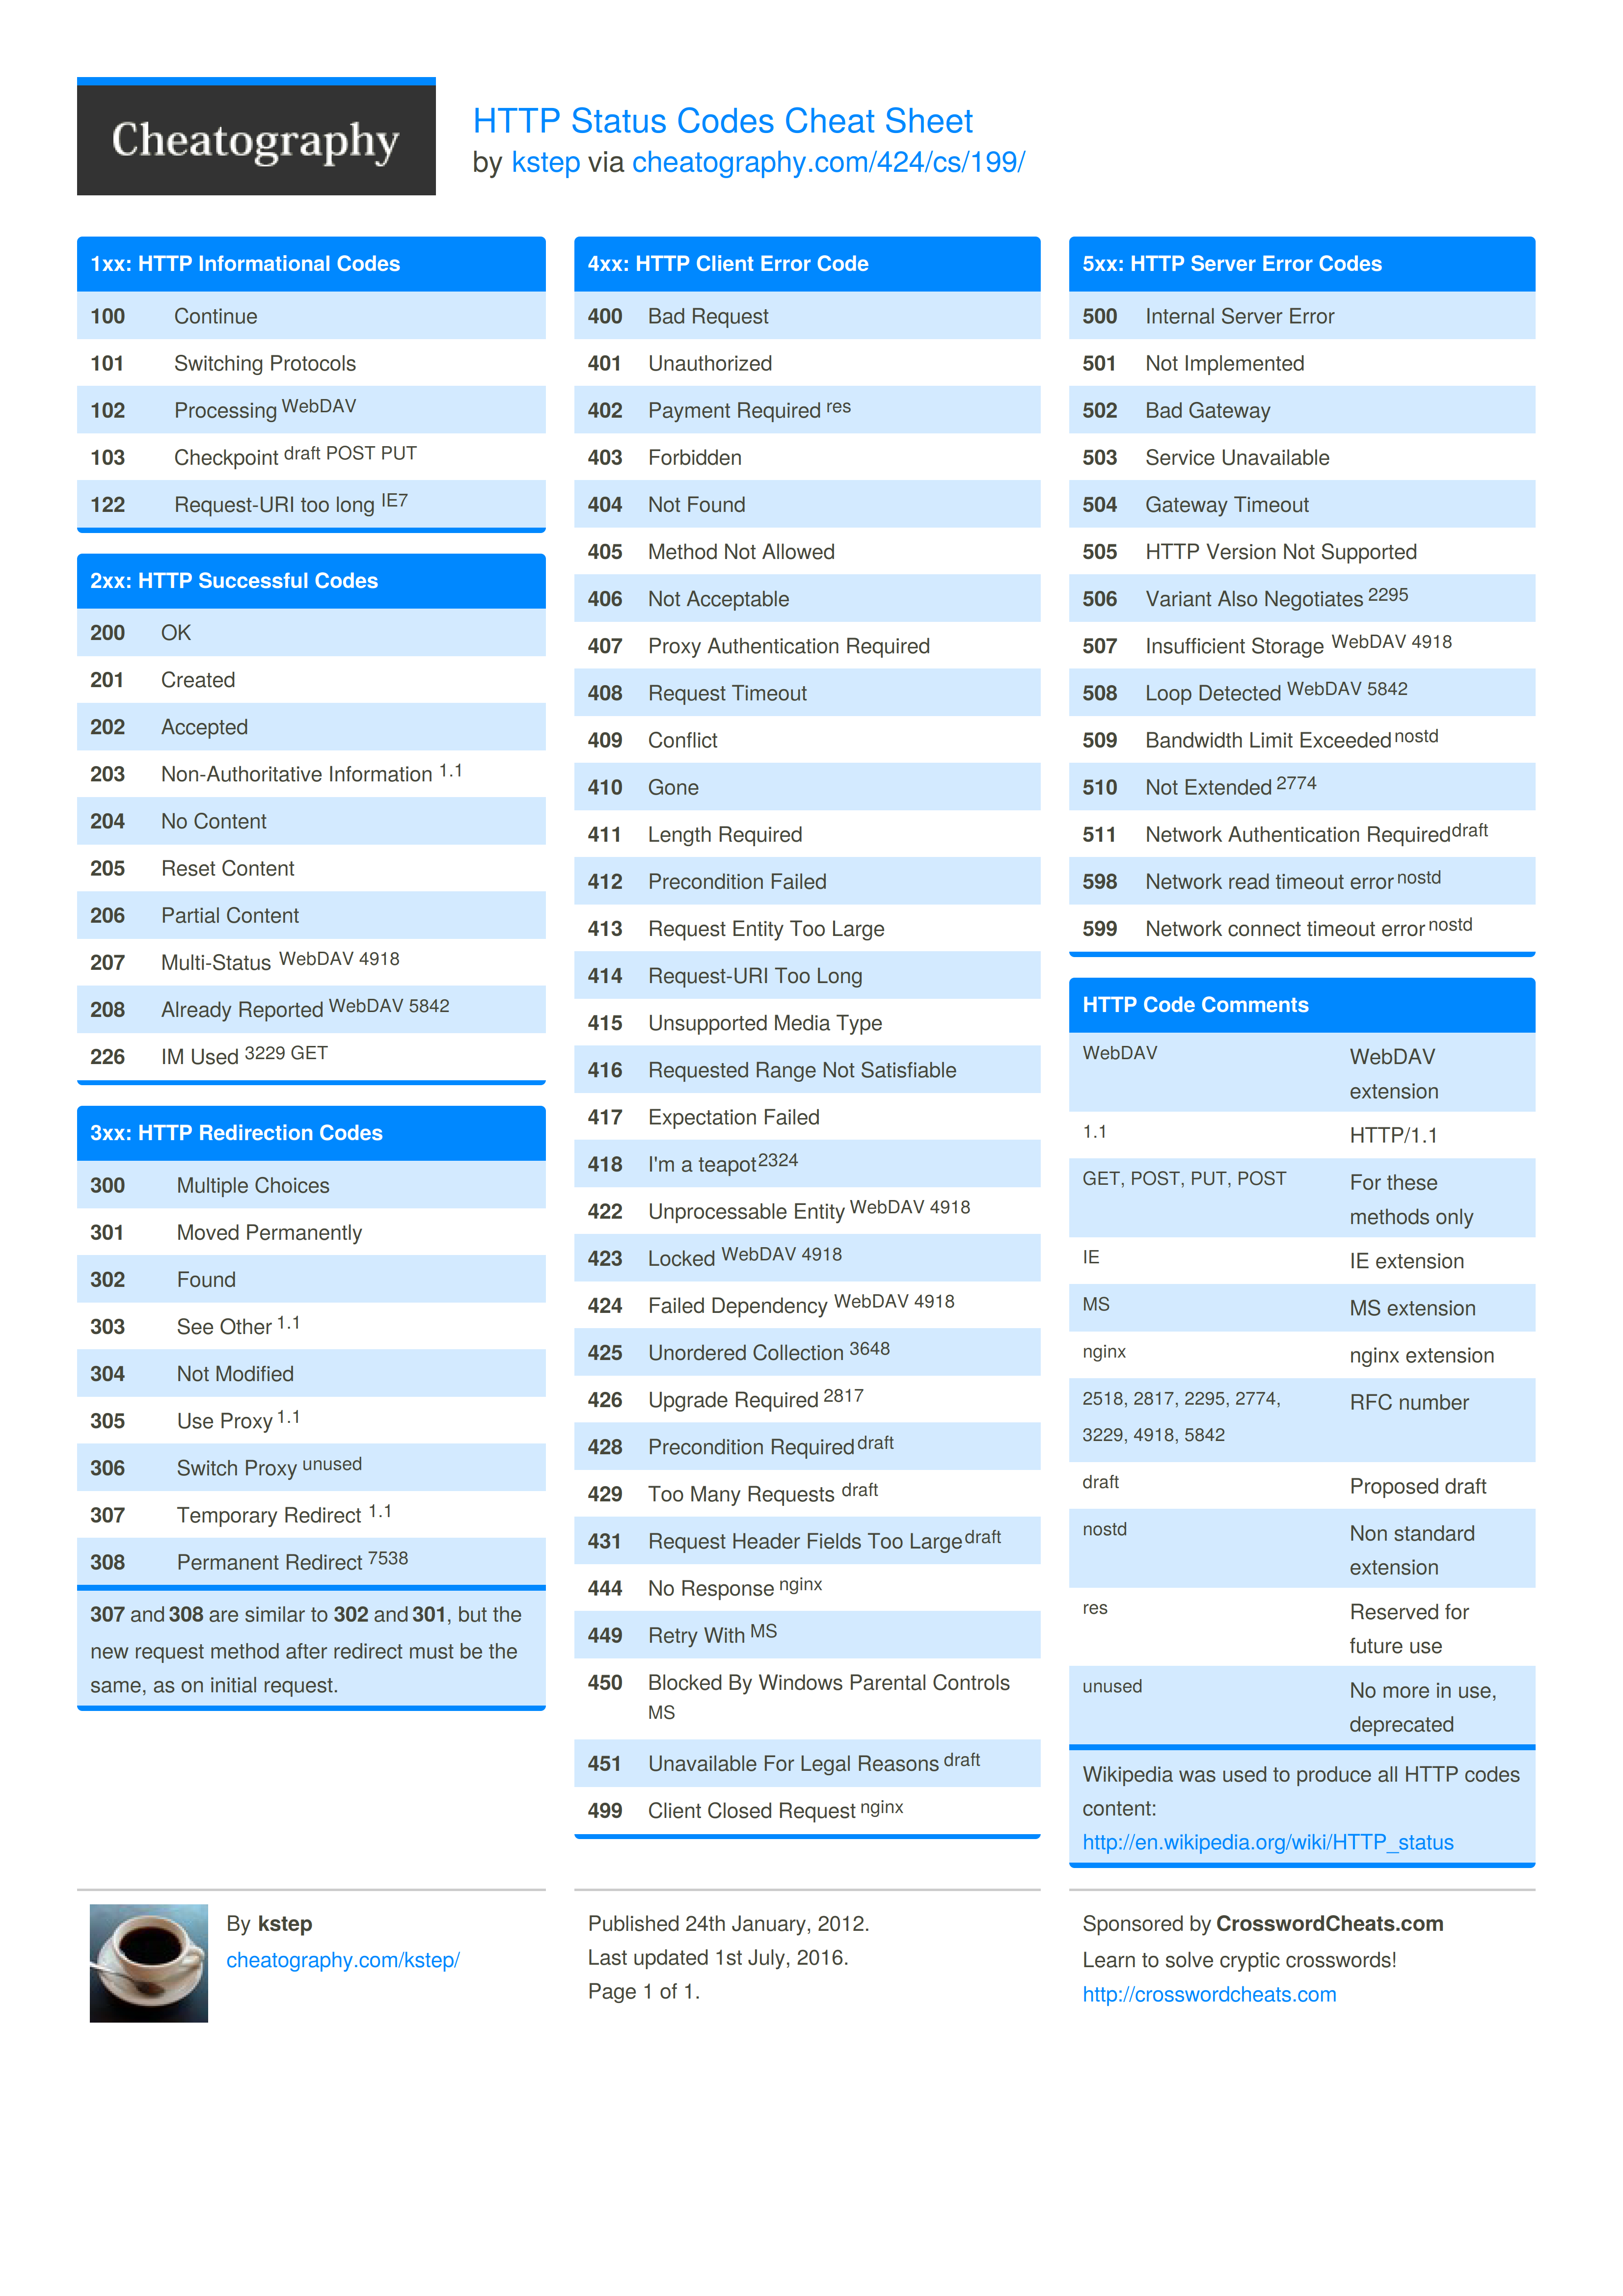 Cheatography
HTTP Status Codes Cheat Sheet
by kstep via cheatography.com/424/cs/199/
1xx: HTTP Informational Codes
100 Continue
101 Switching Protocols
102 Processing WebDAV
103 Checkpoint draft POST PUT
122 Request-URI too long IE7
2xx: HTTP Successful Codes
200 OK
201 Created
202 Accepted
203 Non-Authoritative Information 1.1
204 No Content
205 Reset Content
206 Partial Content
207 Multi-Status WebDAV 4918
208 Already Reported WebDAV 5842
226 IM Used 3229 GET
3xx: HTTP Redirection Codes
300 Multiple Choices
301 Moved Permanently
302 Found
303 See Other 1.1
304 Not Modified
305 Use Proxy 1.1
306 Switch Proxy unused
307 Temporary Redirect 1.1
308 Permanent Redirect 7538
307 and 308 are similar to 302 and 301, but the
new request method after redirect must be the
same, as on initial request.
4xx: HTTP Client Error Code
400 Bad Request
401 Unauthorized
402 Payment Required res
403 Forbidden
404 Not Found
405 Method Not Allowed
406 Not Acceptable
407 Proxy Authentication Required
408 Request Timeout
409 Conflict
410 Gone
411 Length Required
412 Precondition Failed
413 Request Entity Too Large
414 Request-URI Too Long
415 Unsupported Media Type
416 Requested Range Not Satisfiable
417 Expectation Failed
418 I'm a teapot 2324
422 Unprocessable Entity WebDAV 4918
423 Locked WebDAV 4918
424 Failed Dependency WebDAV 4918
425 Unordered Collection 3648
426 Upgrade Required 2817
428 Precondition Required draft
429 Too Many Requests draft
431 Request Header Fields Too Large draft
444 No Response nginx
449 Retry With MS
450 Blocked By Windows Parental Controls
MS
451 Unavailable For Legal Reasons draft
499 Client Closed Request nginx
5xx: HTTP Server Error Codes
500 Internal Server Error
501 Not Implemented
502 Bad Gateway
503 Service Unavailable
504 Gateway Timeout
505 HTTP Version Not Supported
506 Variant Also Negotiates 2295
507 Insufficient Storage WebDAV 4918
508 Loop Detected WebDAV 5842
509 Bandwidth Limit Exceeded nostd
510 Not Extended 2774
511 Network Authentication Required draft
598 Network read timeout error nostd
599 Network connect timeout error nostd
HTTP Code Comments
WebDAV WebDAV
extension
1.1 HTTP/1.1
GET, POST, PUT, POST For these
methods only
IE IE extension
MS MS extension
nginx nginx extension
2518, 2817, 2295, 2774, RFC number
3229, 4918, 5842
draft Proposed draft
nostd Non standard
extension
res Reserved for
future use
unused No more in use,
deprecated
Wikipedia was used to produce all HTTP codes
content:
http://en.wikipedia.org/wiki/HTTP_status
By kstep
cheatography.com/kstep/
Published 24th January, 2012.
Last updated 1st July, 2016.
Page 1 of 1.
Sponsored by CrosswordCheats.com
Learn to solve cryptic crosswords!
http://crosswordcheats.com